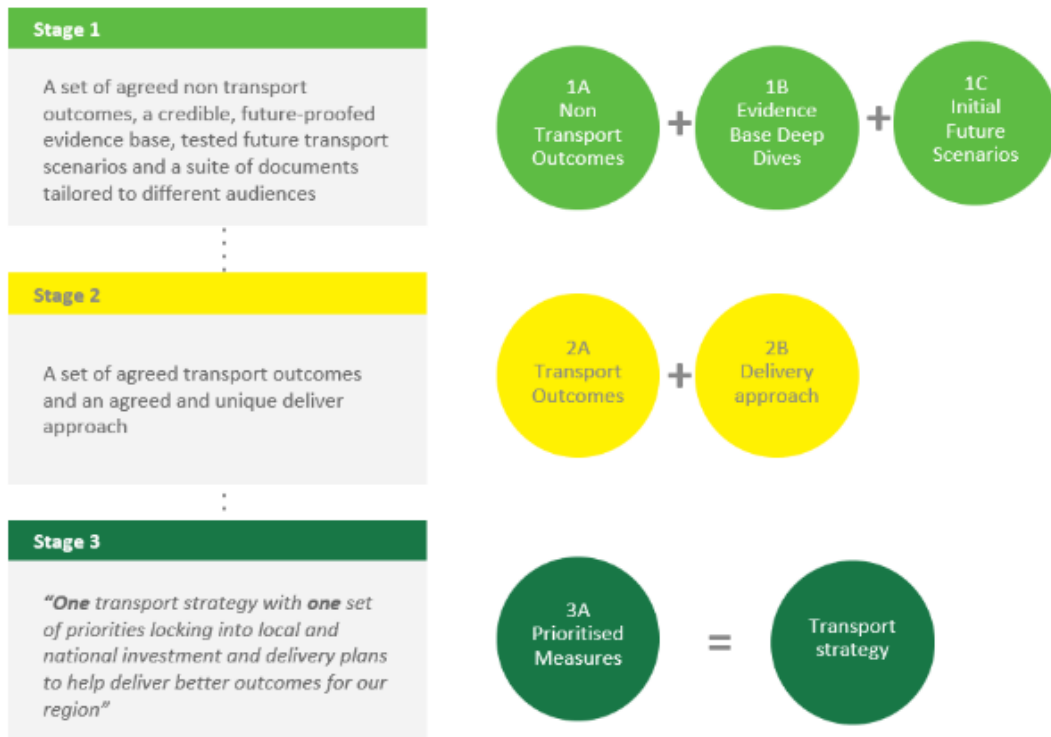 Stage 1
A set of agreed non transport
outcomes, a credible, future-proofed
evidence base, tested future transport
scenarios and a suite of documents
tailored to different audiences
1A
Non
Transport
Outcomes
+
1B
Evidence
Base Deep
Dives
+
1C
Initial
Future
Scenarios
Stage 2
A set of agreed transport outcomes
and an agreed and unique deliver
approach
2A
Transport
Outcomes
+
2B
Delivery
approach
Stage 3
"One transport strategy with one set
of priorities locking into local and
national investment and delivery plans
to help deliver better outcomes for our
region"
3A
Prioritised
Measures
=
Transport
strategy